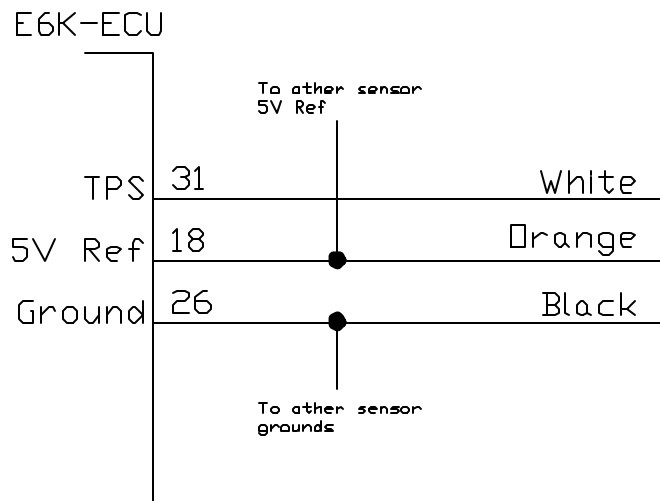 E6K-ECU
To ather sensor
5V Ref
TPS 31 White
5V Ref 18 Orange
Ground 26 Black
To ather sensor
grounds